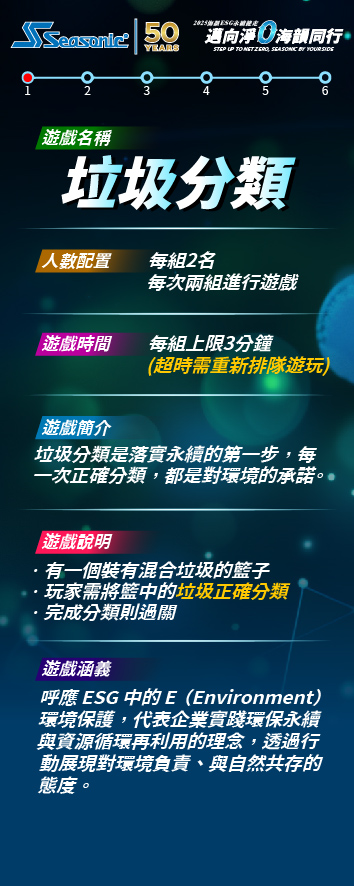 Seasonic 50 YEARS
2025海韻ESG永續健走
邁向淨0 海韻同行
STEP UP TO NET ZERO, SEASONIC BY YOUR SIDE
1 2 3 4 5 6
遊戲名稱
垃圾分類
人數配置 每組2名
每次兩組進行遊戲
遊戲時間 每組上限3分鐘
(超時需重新排隊遊玩)
遊戲簡介
垃圾分類是落實永續的第一步，每
一次正確分類，都是對環境的承諾。
遊戲說明
· 有一個裝有混合垃圾的籃子
· 玩家需將籃中的垃圾正確分類
· 完成分類則過關
遊戲涵義
呼應 ESG 中的 E（Environment）
環境保護，代表企業實踐環保永續
與資源循環再利用的理念，透過行
動展現對環境負責、與自然共存的
態度。